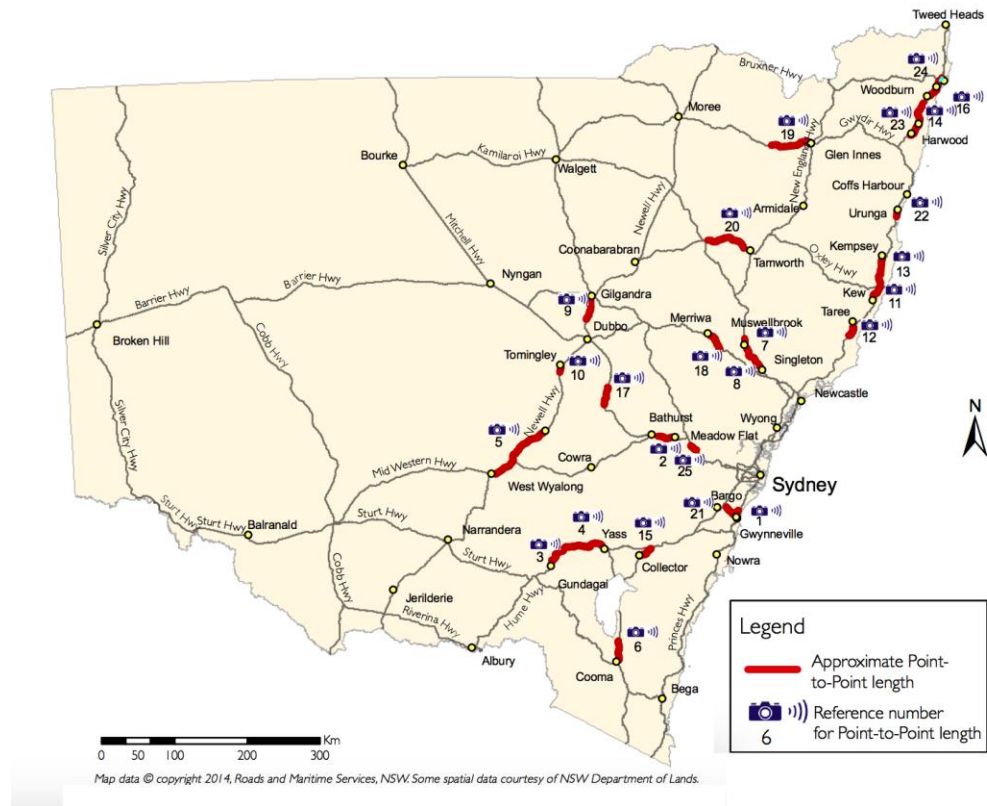 Tweed Heads
24
Bruxner Hwy
Woodburn
16
Moree
23
14
19
Gwydir Hwy
Harwood
Glen Innes
Bourke
Kamilaroi Hwy
Walgett
New England Hwy
Coffs Harbour
Silver City Hwy
Mitchell Hwy
Newell Hwy
Armidale
Urunga
22
20
Coonabarabran
Kempsey
Tamworth
Oxley Hwy
13
Nyngan
Barrier Hwy
Barrier Hwy
Gilgandra
Kew
11
9
Merriwa
Muswellbrook
Taree
Broken Hill
Cobb Hwy
Dubbo
7
12
Tomingley
Singleton
10
18
8
17
Newcastle
Silver City Hwy
Newell Hwy
Bathurst
Wyong
N
5
Meadow Flat
2
25
Mid Western Hwy
Cowra
West Wyalong
Sydney
Bargo
Sturt Hwy
Sturt Hwy
Sturt Hwy
21
1
Balranald
Narrandera
4
15
Gwynneville
Yass
Sturt Hwy
3
Collector
Nowra
Cobb Hwy
Gundagai
Jerilderie
Hume Hwy
Princes Hwy
Riverina Hwy
6
Albury
Cooma
Bega
Legend
Approximate Point-
to-Point length
Reference number
for Point-to-Point length
6
Km
0 50 100 200 300
Map data © copyright 2014, Roads and Maritime Services, NSW. Some spatial data courtesy of NSW Department of Lands.